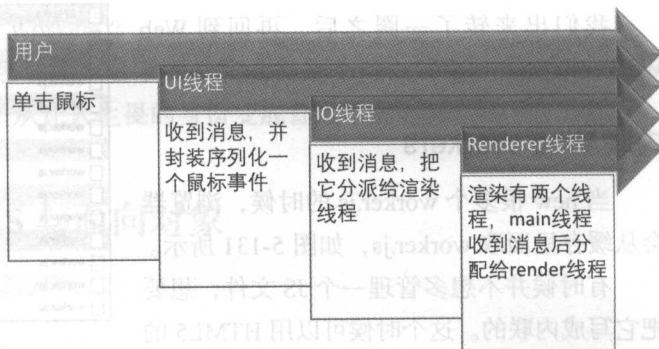 用户
单击鼠标
UI线程
收到消息，并
封装序列化一
个鼠标事件
IO线程
收到消息，把
它分派给渲染
线程
Renderer线程
渲染有两个线
程，main线程
收到消息后分
配给render线程